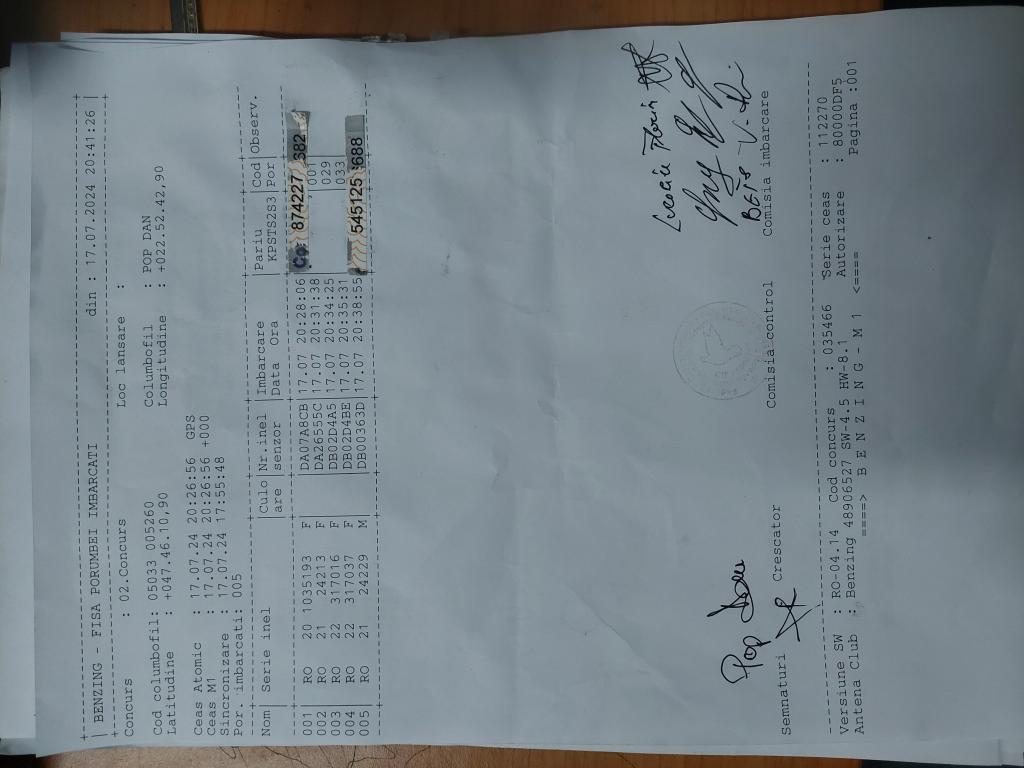 BENZING - FISA PORUMBEI IMBARCATI din : 17.07.2024 20:41:26
Concurs : 02.Concurs Loc lansare :
Cod columbofil: 05033 005260 Columbofil : POP DAN
Latitudine : +047.46.10,90 Longitudine : +022.52.42,90
Ceas Atomic : 17.07.24 20:26:56 GPS
Ceas M1 : 17.07.24 20:26:56 +000
Sincronizare : 17.07.24 17:55:48
Por. imbarcati: 005
Nom| Serie inel |Culo|Nr.inel |Imbarcare |Pariu |Cod|Observ.
|are |senzor |Data Ora | KPSTS2S3|Por|
001 | RO 20 1035193 F | |DA07A8CB|17.07 20:28:06 874227 382
002 | RO 21 24213 F | |DA26555C|17.07 20:31:38 |001
003 | RO 22 317016 F | |DB02D4A5|17.07 20:34:25 |029
004 | RO 22 317037 F | |DB02D4BE|17.07 20:35:31 |033
005 | RO 21 24229 M | |DB00363D|17.07 20:38:55 545125 688
Pop Dan
Semnaturi Crescator Comisia control Comisia imbarcare
Versiune SW : RO-04.14 Cod concurs : 035466 Serie ceas : 112270
Antena Club : Benzing 48906527 SW-4.5 HW-8.1 Autorizare : 80000DF5
====> B E N Z I N G - M 1 <==== Pagina :001